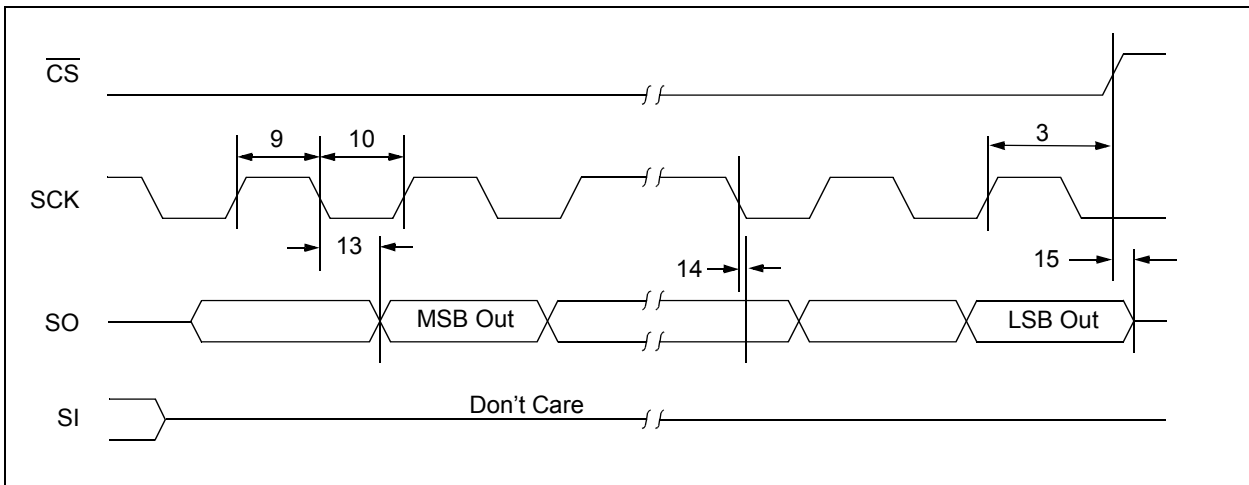 CS
9 10 3
SCK
13
14
15
SO MSB Out LSB Out
SI Don't Care